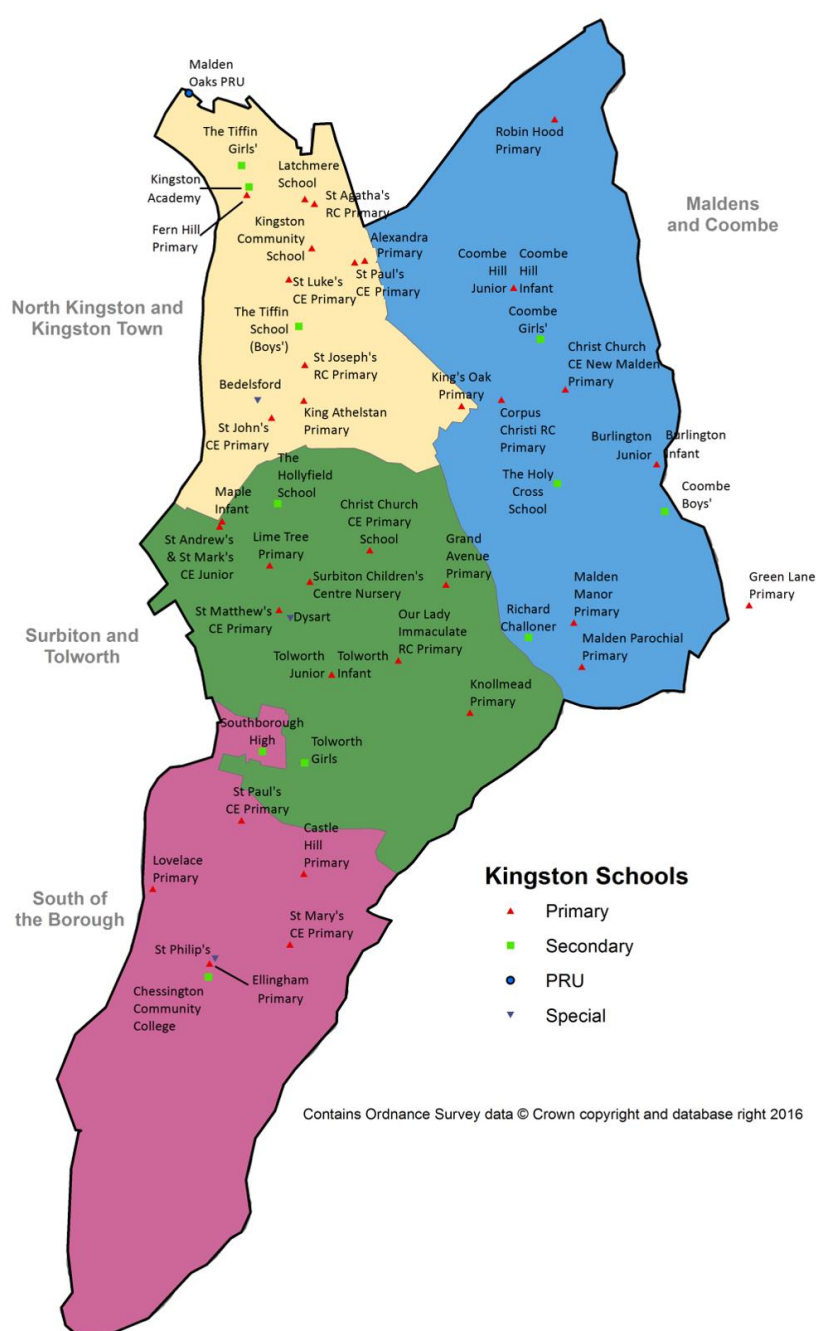 Malden
Oaks PRU
The Tiffin
Girls'
Kingston
Academy
Fern Hill
Primary
Latchmere
School
St Agatha's
RC Primary
Kingston
Community
School
Alexandra
Primary
St Paul's
CE Primary
St Luke's
CE Primary
The Tiffin
School
(Boys')
St Joseph's
RC Primary
Bedelsford
St John's
CE Primary
King Athelstan
Primary
King's Oak
Primary
North Kingston and
Kingston Town
Robin Hood
Primary
Maldens
and Coombe
Coombe
Hill
Junior
Coombe
Hill
Infant
Coombe
Girls'
Christ Church
CE New Malden
Primary
Corpus
Christi RC
Primary
Burlington
Junior
Burlington
Infant
The Holy
Cross
School
Coombe
Boys'
Green Lane
Primary
Malden
Manor
Primary
Richard
Challoner
Malden Parochial
Primary
The
Hollyfield
School
Maple
Infant
St Andrew's
& St Mark's
CE Junior
Lime Tree
Primary
Christ Church
CE Primary
School
Surbiton Children's
Centre Nursery
Grand
Avenue
Primary
St Matthew's
CE Primary
Dysart
Our Lady
Immaculate
RC Primary
Surbiton and
Tolworth
Tolworth
Junior
Tolworth
Infant
Knollmead
Primary
Southborough
High
Tolworth
Girls
St Paul's
CE Primary
Castle
Hill
Primary
Lovelace
Primary
South of
the Borough
St Mary's
CE Primary
St Philip's
Ellingham
Primary
Chessington
Community
College
Kingston Schools
Primary
Secondary
PRU
Special
Contains Ordnance Survey data © Crown copyright and database right 2016